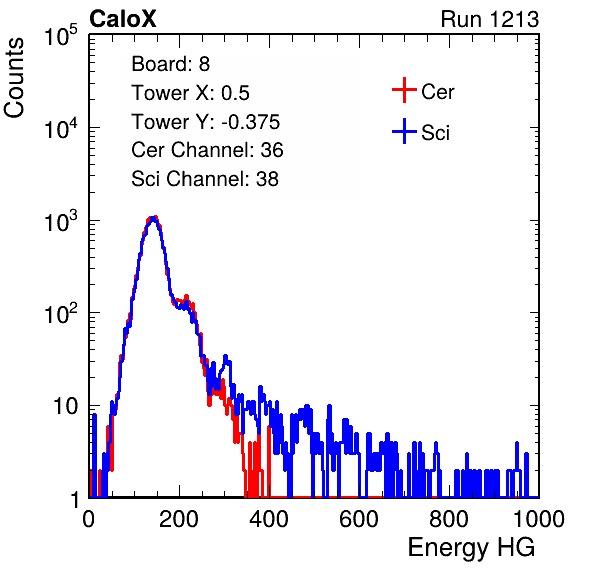 CaloX Run 1213
Counts
Board: 8
Tower X: 0.5
Tower Y: -0.375
Cer Channel: 36
Sci Channel: 38
Cer
Sci
10^5
10^4
10^3
10^2
10
1
0 200 400 600 800 1000
Energy HG